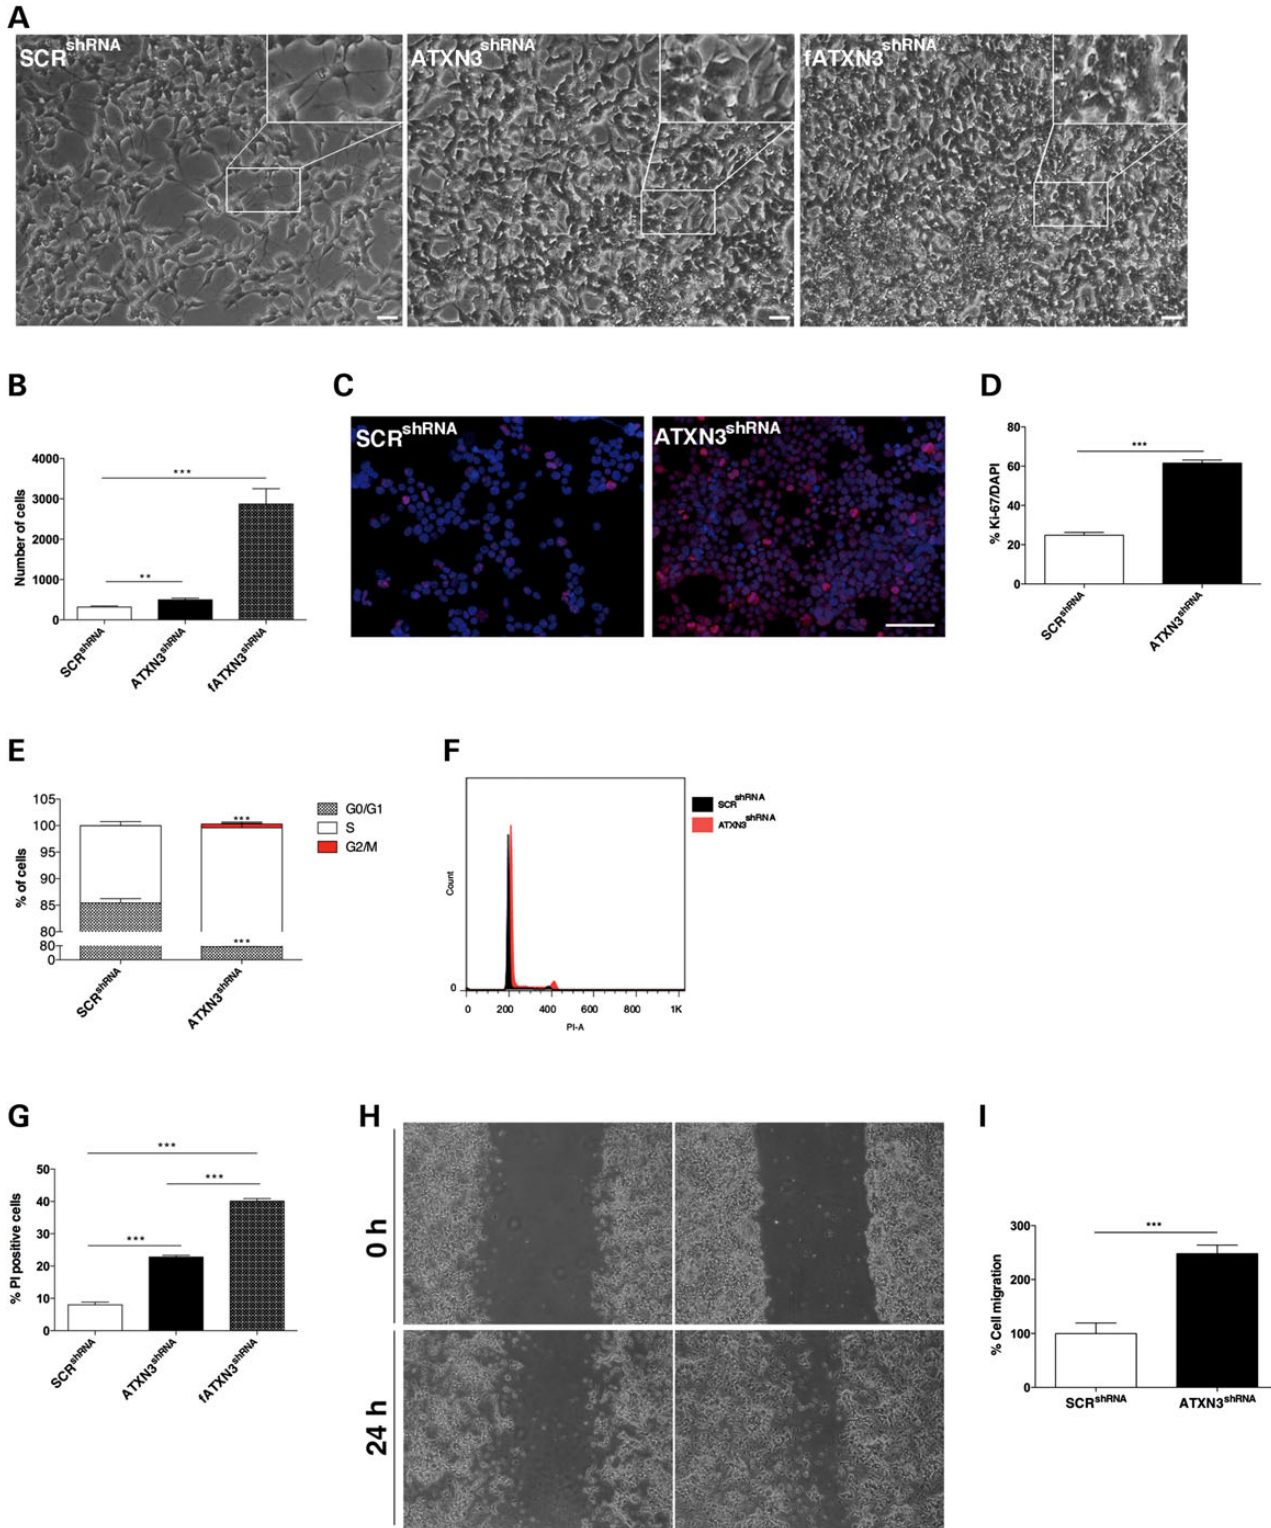 A
SCRshRNA
ATXN3shRNA
fATXN3shRNA
B
Number of cells
4000
3000
2000
1000
0
***
**
SCRshRNA
ATXN3shRNA
fATXN3shRNA
C
SCRshRNA
ATXN3shRNA
D
% Ki-67/DAPI
80
60
40
20
0
***
SCRshRNA
ATXN3shRNA
E
% of cells
105
100
95
90
85
80
80
0
***
***
SCRshRNA
ATXN3shRNA
G0/G1
S
G2/M
F
Count
0
0 200 400 600 800 1K
PI-A
SCRshRNA
ATXN3shRNA
G
% PI positive cells
50
40
30
20
10
0
***
***
***
SCRshRNA
ATXN3shRNA
fATXN3shRNA
H
0 h
24 h
I
% Cell migration
300
200
100
0
***
SCRshRNA
ATXN3shRNA